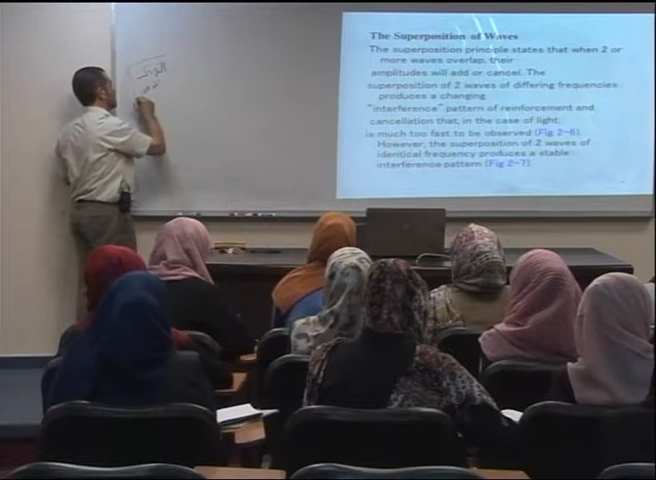 التراكب
The Superposition of Waves
The superposition principle states that when 2 or
more waves overlap, their
amplitudes will add or cancel. The
superposition of 2 waves of differing frequencies
produces a changing
"interference" pattern of reinforcement and
cancellation that, in the case of light,
is much too fast to be observed (Fig 2-6).
However, the superposition of 2 waves of
identical frequency produces a stable
interference pattern (Fig 2-7)